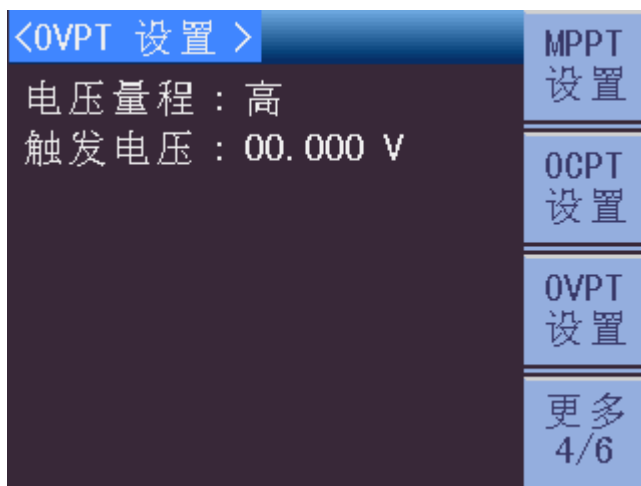 <OVPT 设置 >
电压量程：高
触发电压：00.000 V
MPPT
设置
OCPT
设置
OVPT
设置
更多
4/6